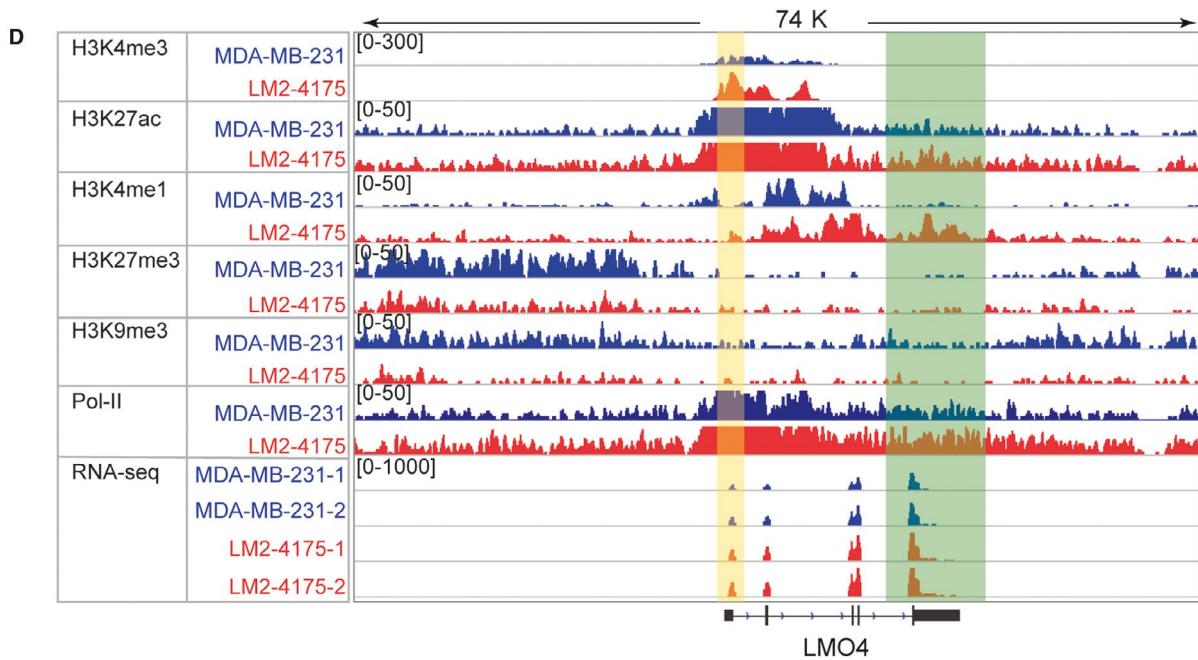 74 K
D
H3K4me3
[0-300]
MDA-MB-231
LM2-4175
H3K27ac
[0-50]
MDA-MB-231
LM2-4175
H3K4me1
[0-50]
MDA-MB-231
LM2-4175
H3K27me3
[0-50]
MDA-MB-231
LM2-4175
H3K9me3
[0-50]
MDA-MB-231
LM2-4175
Pol-II
[0-50]
MDA-MB-231
LM2-4175
RNA-seq
[0-1000]
MDA-MB-231-1
MDA-MB-231-2
LM2-4175-1
LM2-4175-2
LMO4